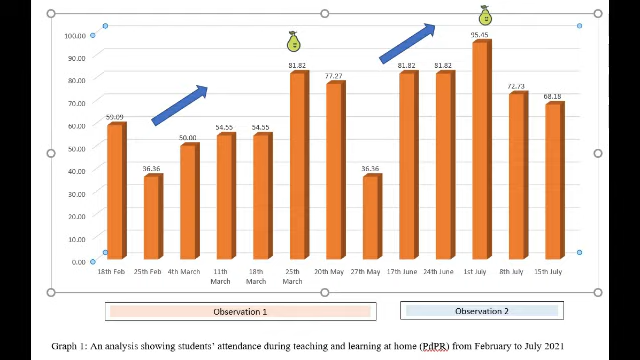 100.00
90.00
80.00
70.00
60.00
50.00
40.00
30.00
20.00
10.00
0.00
59.09
36.36
50.00
54.55
54.55
81.82
77.27
36.36
81.82
81.82
95.45
72.73
68.18
18th Feb
25th Feb
4th March
11th March
18th March
25th March
20th May
27th May
17th June
24th June
1st July
8th July
15th July
Observation 1
Observation 2
Graph 1: An analysis showing students' attendance during teaching and learning at home (PdPR) from February to July 2021